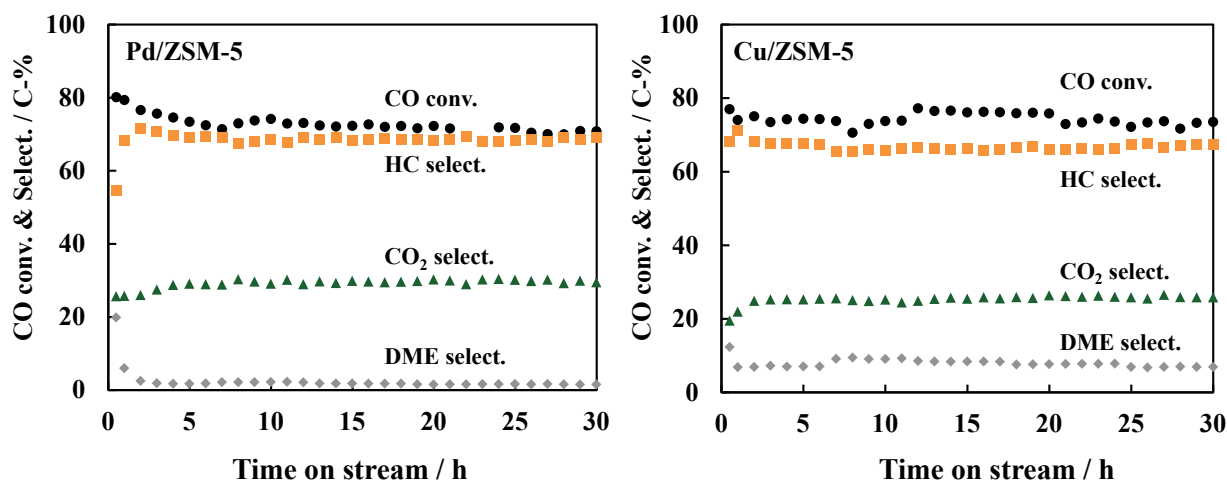 CO conv. & Select. / C-%
100
80
60
40
20
0
Pd/ZSM-5
CO conv.
HC select.
CO₂ select.
DME select.
0 5 10 15 20 25 30
Time on stream / h
CO conv. & Select. / C-%
100
80
60
40
20
0
Cu/ZSM-5
CO conv.
HC select.
CO₂ select.
DME select.
0 5 10 15 20 25 30
Time on stream / h